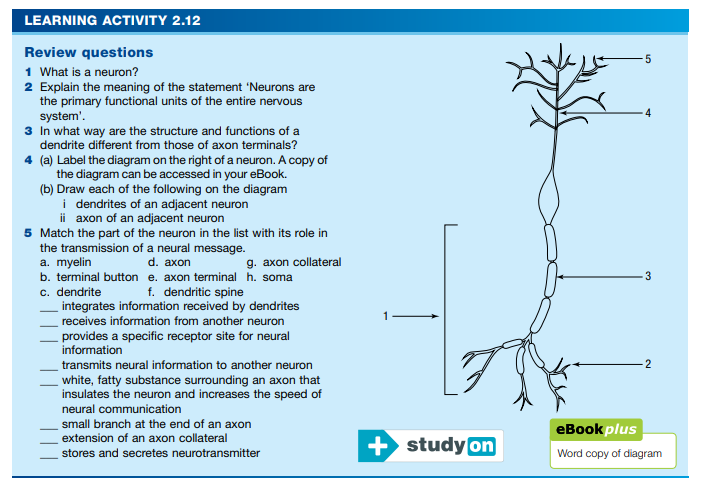 LEARNING ACTIVITY 2.12
Review questions
1 What is a neuron?
2 Explain the meaning of the statement ‘Neurons are
the primary functional units of the entire nervous
system’.
3 In what way are the structure and functions of a
dendrite different from those of axon terminals?
4 (a) Label the diagram on the right of a neuron. A copy of
the diagram can be accessed in your eBook.
(b) Draw each of the following on the diagram
i dendrites of an adjacent neuron
ii axon of an adjacent neuron
5 Match the part of the neuron in the list with its role in
the transmission of a neural message.
a. myelin d. axon g. axon collateral
b. terminal button e. axon terminal h. soma
c. dendrite f. dendritic spine
___ integrates information received by dendrites
___ receives information from another neuron
___ provides a specific receptor site for neural
information
___ transmits neural information to another neuron
___ white, fatty substance surrounding an axon that
insulates the neuron and increases the speed of
neural communication
___ small branch at the end of an axon
___ extension of an axon collateral
___ stores and secretes neurotransmitter
5
4
3
1
2
+ studyon
eBookplus
Word copy of diagram